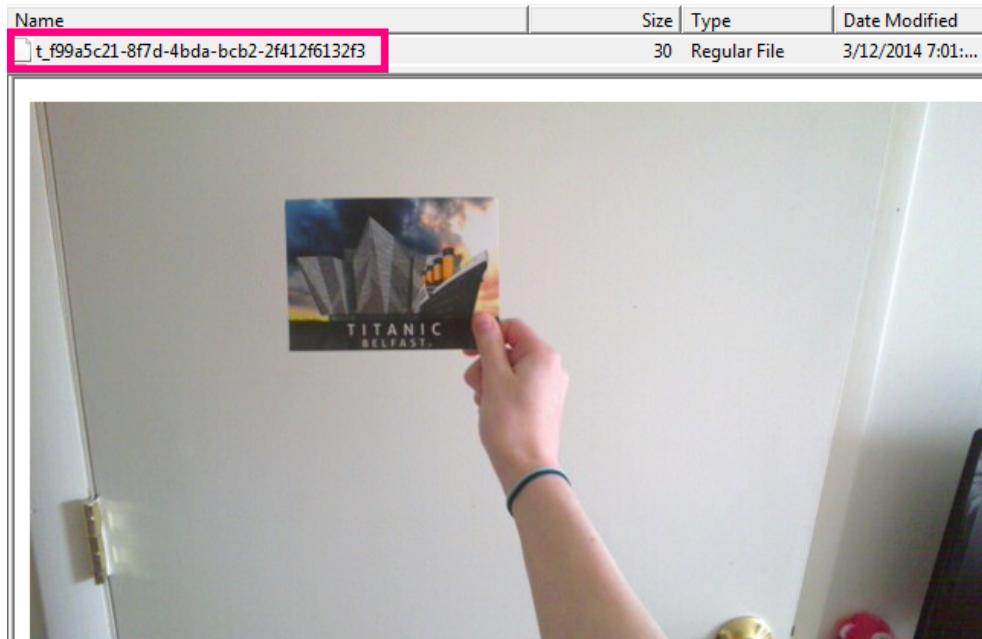 Name Size Type Date Modified
t_f99a5c21-8f7d-4bda-bcb2-2f412f6132f3 30 Regular File 3/12/2014 7:01:...
TITANIC
BELFAST.